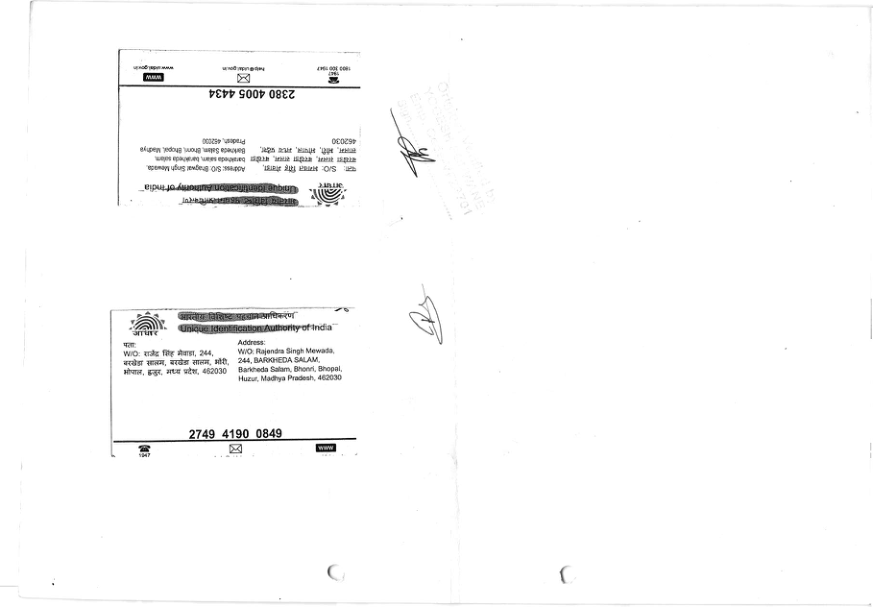 भारतीय विशिष्ट पहचान प्राधिकरण
Unique Identification Authority of India
आधार
पता: S/O: सिंह मेवाडा,
बरखेडा सालम, बरखेडा सालम, बरखेडा
सालम, भोंरी, भोपाल, मध्य प्रदेश,
462030
Address: S/O: Bhagwat Singh Mewada,
barakheda salam, barakheda salam,
Barkheda Salam, Bhonri, Bhopal, Madhya
Pradesh, 462030
2380 4005 4434
1947
1800 300 1947
help@uidai.gov.in
www
www.uidai.gov.in
भारतीय विशिष्ट पहचान प्राधिकरण
Unique Identification Authority of India
आधार
पता:
W/O: राजेंद्र सिंह मेवाडा, 244,
बरखेडा सालम, बरखेडा सालम, भोंरी,
भोपाल, हुजुर, मध्य प्रदेश, 462030
Address:
W/O: Rajendra Singh Mewada,
244, BARKHEDA SALAM,
Barkheda Salam, Bhonri, Bhopal,
Huzur, Madhya Pradesh, 462030
2749 4190 0849
1947
www